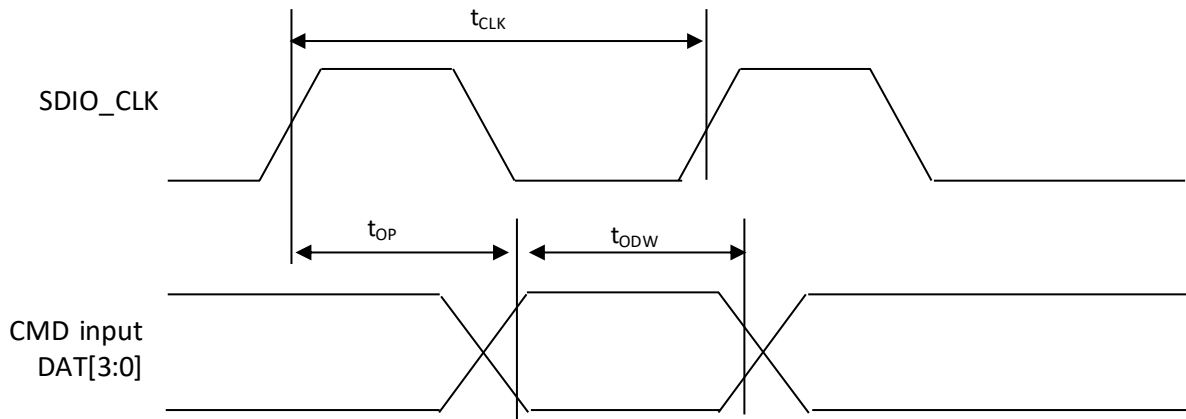 tCLK
SDIO_CLK
tOP
tODW
CMD input
DAT[3:0]